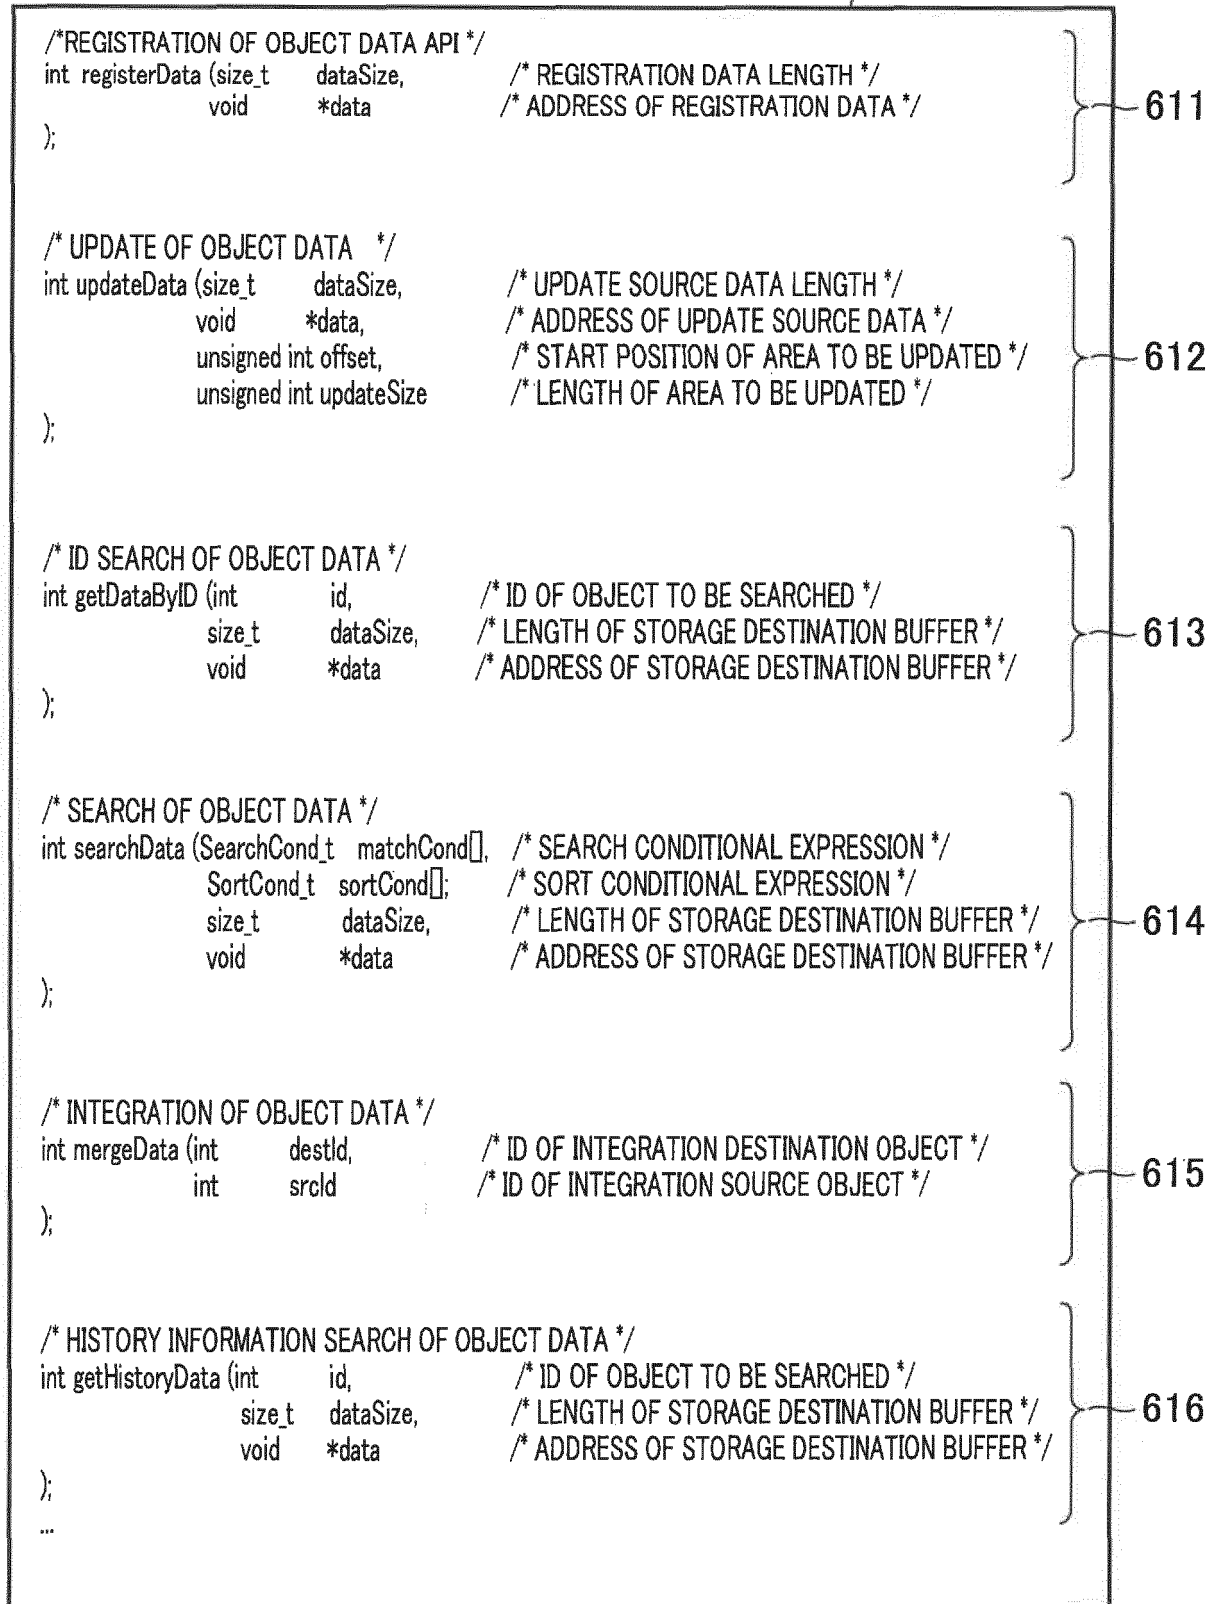 /*REGISTRATION OF OBJECT DATA API */
int registerData (size_t dataSize, /* REGISTRATION DATA LENGTH */
void *data /* ADDRESS OF REGISTRATION DATA */
611
);
/* UPDATE OF OBJECT DATA */
int updateData (size_t dataSize, /* UPDATE SOURCE DATA LENGTH */
void *data, /* ADDRESS OF UPDATE SOURCE DATA */
unsigned int offset, /* START POSITION OF AREA TO BE UPDATED */
612
unsigned int updateSize /* LENGTH OF AREA TO BE UPDATED */
);
/* ID SEARCH OF OBJECT DATA */
int getDataByID (int id, /* ID OF OBJECT TO BE SEARCHED */
size_t dataSize, /* LENGTH OF STORAGE DESTINATION BUFFER */
613
void *data /* ADDRESS OF STORAGE DESTINATION BUFFER */
);
/* SEARCH OF OBJECT DATA */
int searchData (SearchCond_t matchCond[], /* SEARCH CONDITIONAL EXPRESSION */
SortCond_t sortCond[]; /* SORT CONDITIONAL EXPRESSION */
size_t dataSize, /* LENGTH OF STORAGE DESTINATION BUFFER */
614
void *data /* ADDRESS OF STORAGE DESTINATION BUFFER */
);
/* INTEGRATION OF OBJECT DATA */
int mergeData (int destId, /* ID OF INTEGRATION DESTINATION OBJECT */
int srcId /* ID OF INTEGRATION SOURCE OBJECT */
615
);
/* HISTORY INFORMATION SEARCH OF OBJECT DATA */
int getHistoryData (int id, /* ID OF OBJECT TO BE SEARCHED */
size_t dataSize, /* LENGTH OF STORAGE DESTINATION BUFFER */
616
void *data /* ADDRESS OF STORAGE DESTINATION BUFFER */
);
...